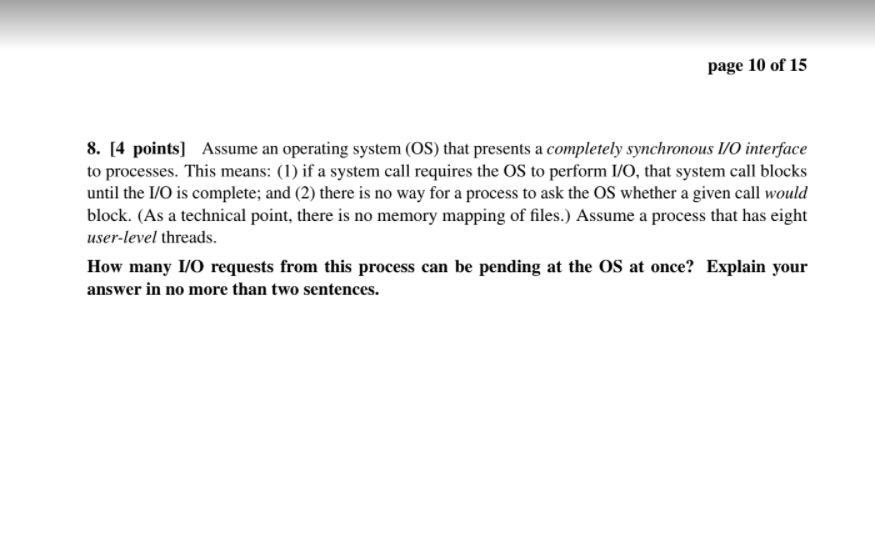 page 10 of 15
8. [4 points] Assume an operating system (OS) that presents a completely synchronous I/O interface
to processes. This means: (1) if a system call requires the OS to perform I/O, that system call blocks
until the I/O is complete; and (2) there is no way for a process to ask the OS whether a given call would
block. (As a technical point, there is no memory mapping of files.) Assume a process that has eight
user-level threads.
How many I/O requests from this process can be pending at the OS at once? Explain your
answer in no more than two sentences.